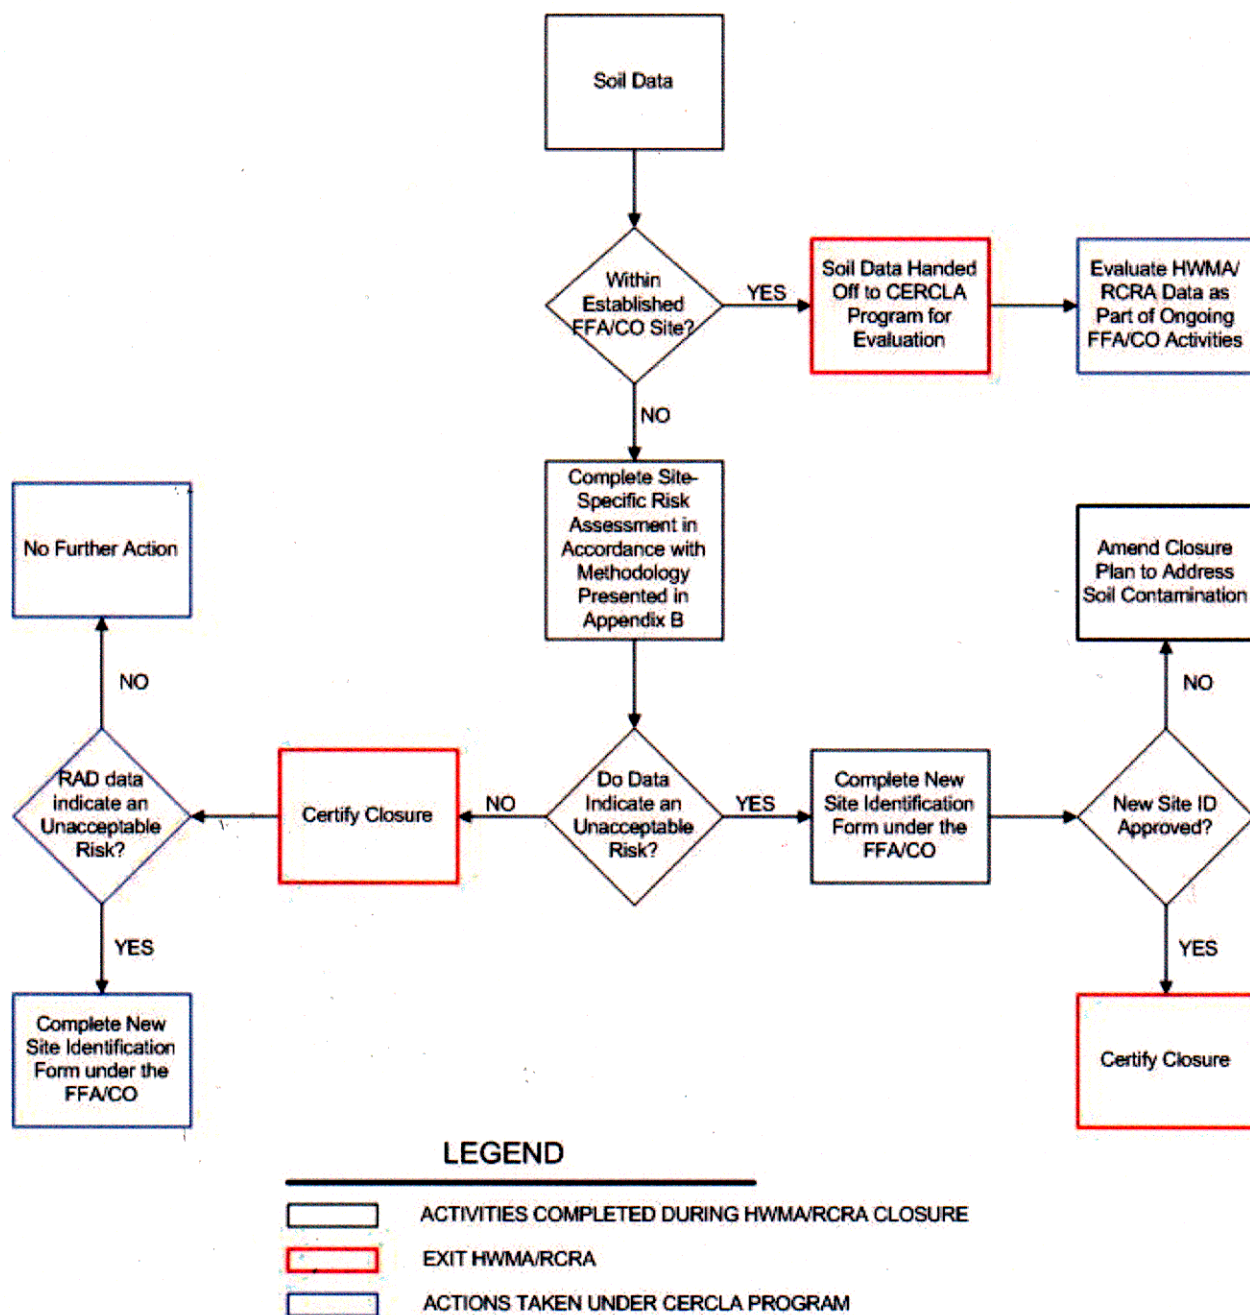 Soil Data
Within
Established
FFA/CO Site?
YES
Soil Data Handed
Off to CERCLA
Program for
Evaluation
Evaluate HWMA/
RCRA Data as
Part of Ongoing
FFA/CO Activities
NO
Complete Site-
Specific Risk
Assessment in
Accordance with
Methodology
Presented in
Appendix B
No Further Action
Amend Closure
Plan to Address
Soil Contamination
NO
NO
RAD data
indicate an
Unacceptable
Risk?
Certify Closure
NO
Do Data
Indicate an
Unacceptable
Risk?
YES
Complete New
Site Identification
Form under the
FFA/CO
New Site ID
Approved?
YES
YES
Complete New
Site Identification
Form under the
FFA/CO
Certify Closure
LEGEND
ACTIVITIES COMPLETED DURING HWMA/RCRA CLOSURE
EXIT HWMA/RCRA
ACTIONS TAKEN UNDER CERCLA PROGRAM